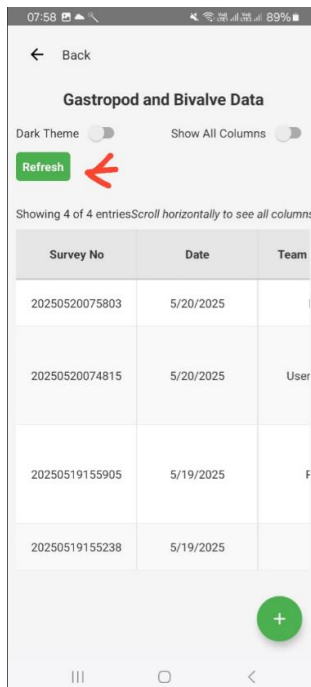 07:58 89%
Back
Gastropod and Bivalve Data
Dark Theme Show All Columns
Refresh
Showing 4 of 4 entriesScroll horizontally to see all columns
Survey No Date Team
20250520075803 5/20/2025
20250520074815 5/20/2025 User
20250519155905 5/19/2025
20250519155238 5/19/2025
+